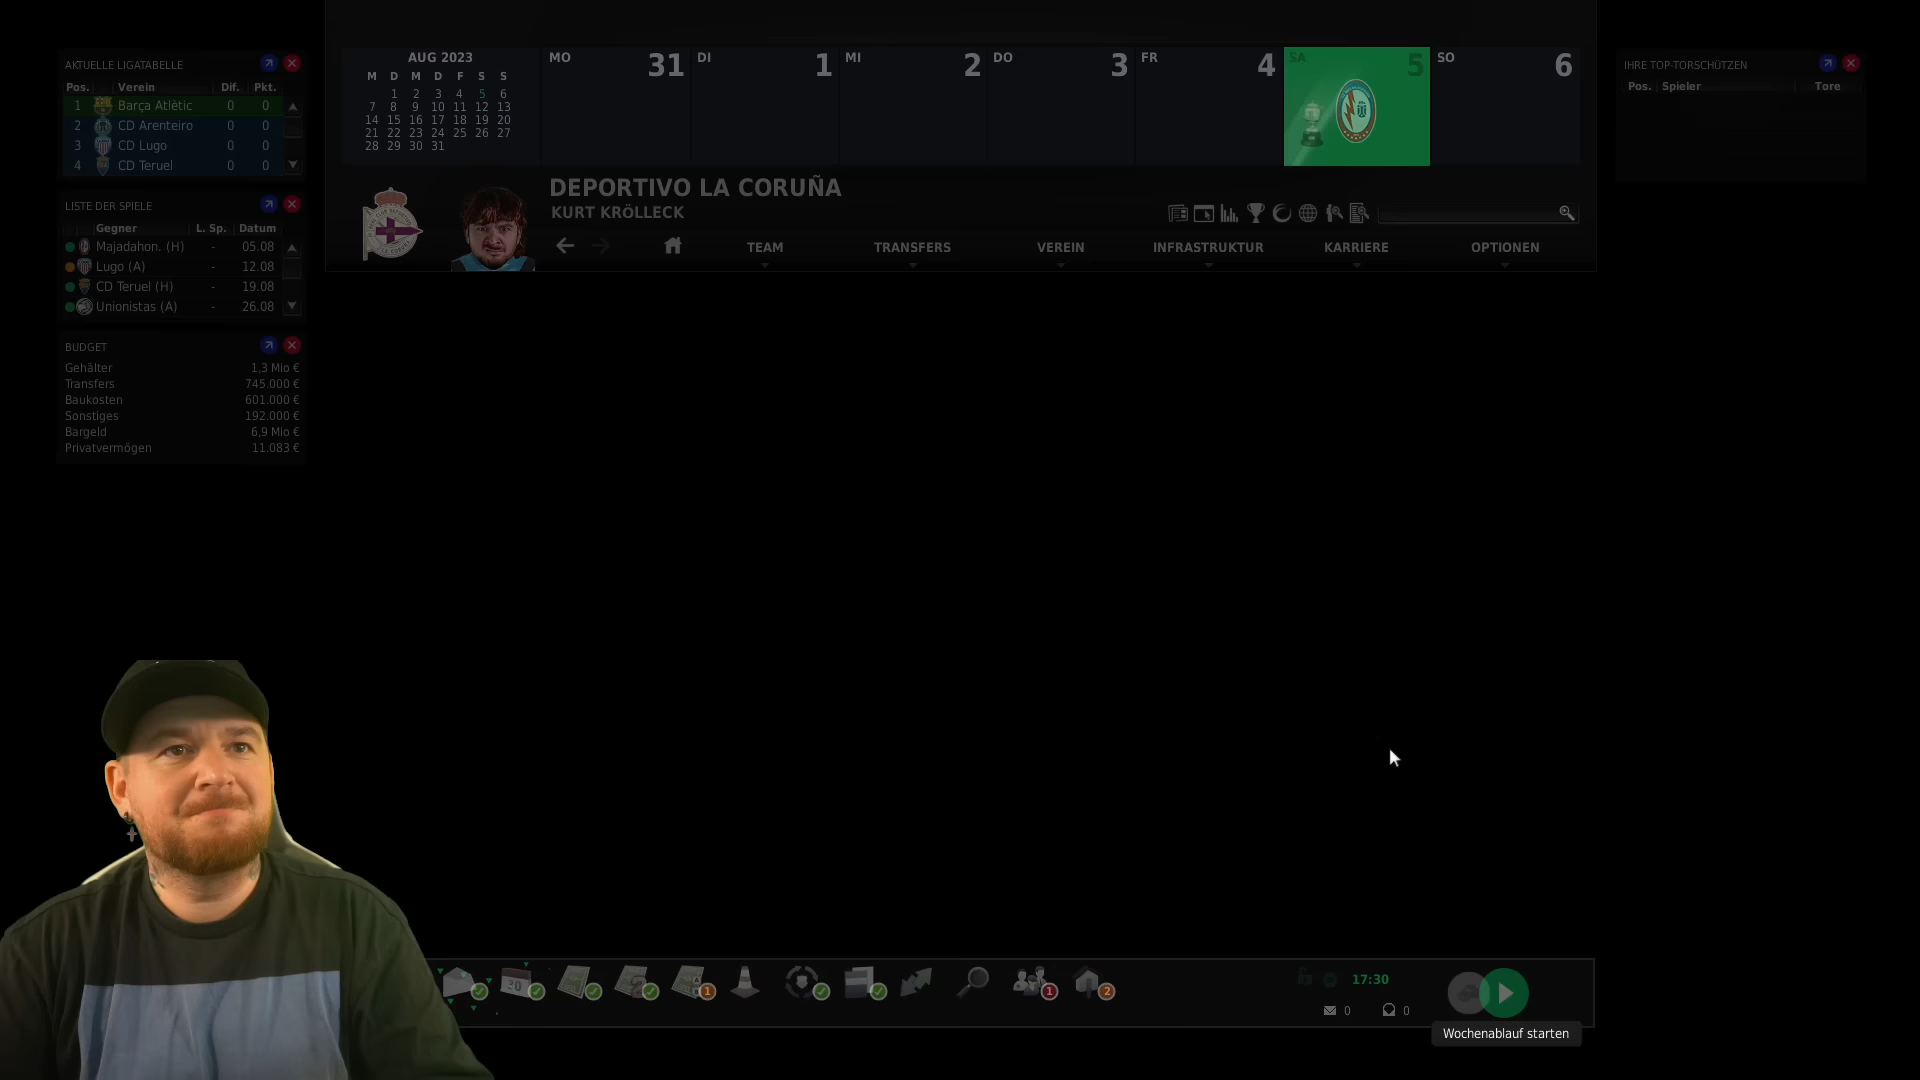 AKTUELLE LIGATABELLE
Pos. Verein Dif. Pkt.
1 Barça Atlètic 0 0
2 CD Arenteiro 0 0
3 CD Lugo 0 0
4 CD Teruel 0 0
LISTE DER SPIELE
Gegner L. Sp. Datum
Majadahon. (H) - 05.08
Lugo (A) - 12.08
CD Teruel (H) - 19.08
Unionistas (A) - 26.08
BUDGET
Gehälter 1,3 Mio €
Transfers 745.000 €
Baukosten 601.000 €
Sonstiges 192.000 €
Bargeld 6,9 Mio €
Privatvermögen 11.083 €
AUG 2023
M D M D F S S
1 2 3 4 5 6
7 8 9 10 11 12 13
14 15 16 17 18 19 20
21 22 23 24 25 26 27
28 29 30 31
MO 31
DI 1
MI 2
DO 3
FR 4
SA 5
SO 6
DEPORTIVO LA CORUÑA
KURT KRÖLLECK
TEAM TRANSFERS VEREIN INFRASTRUKTUR KARRIERE OPTIONEN
IHRE TOP-TORSCHÜTZEN
Pos. Spieler Tore
30
1
1
2
17:30
0 0
Wochenablauf starten